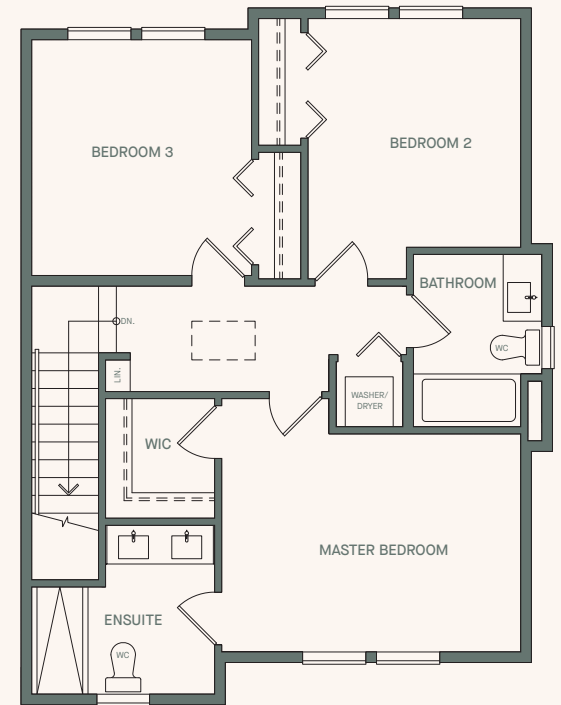 BEDROOM 3
BEDROOM 2
BATHROOM
DN.
WC
LIN.
WASHER/
DRYER
WIC
MASTER BEDROOM
ENSUITE
WC